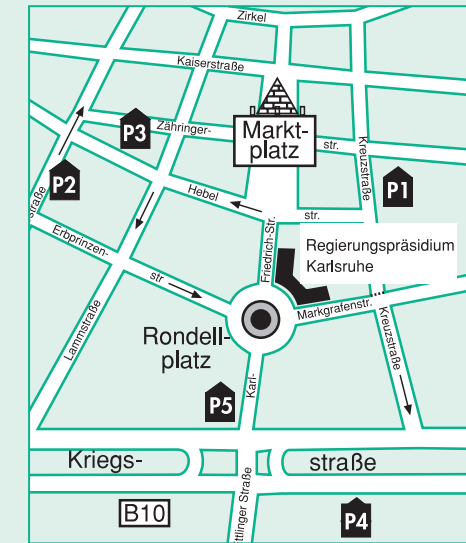 Zirkel
Kaiserstraße
P3
Zähringer-
Markt-
platz
str.
Kreuzstraße
P2
straße
P1
Hebel
str.
Erbprinzen-
str
Friedrich-Str.
Regierungspräsidium
Karlsruhe
Markgrafenstr.
Lammstraße
Rondell-
platz
Kreuzstraße
P5
Karl-
Kriegs-
straße
B10
ttlinger Straße
P4